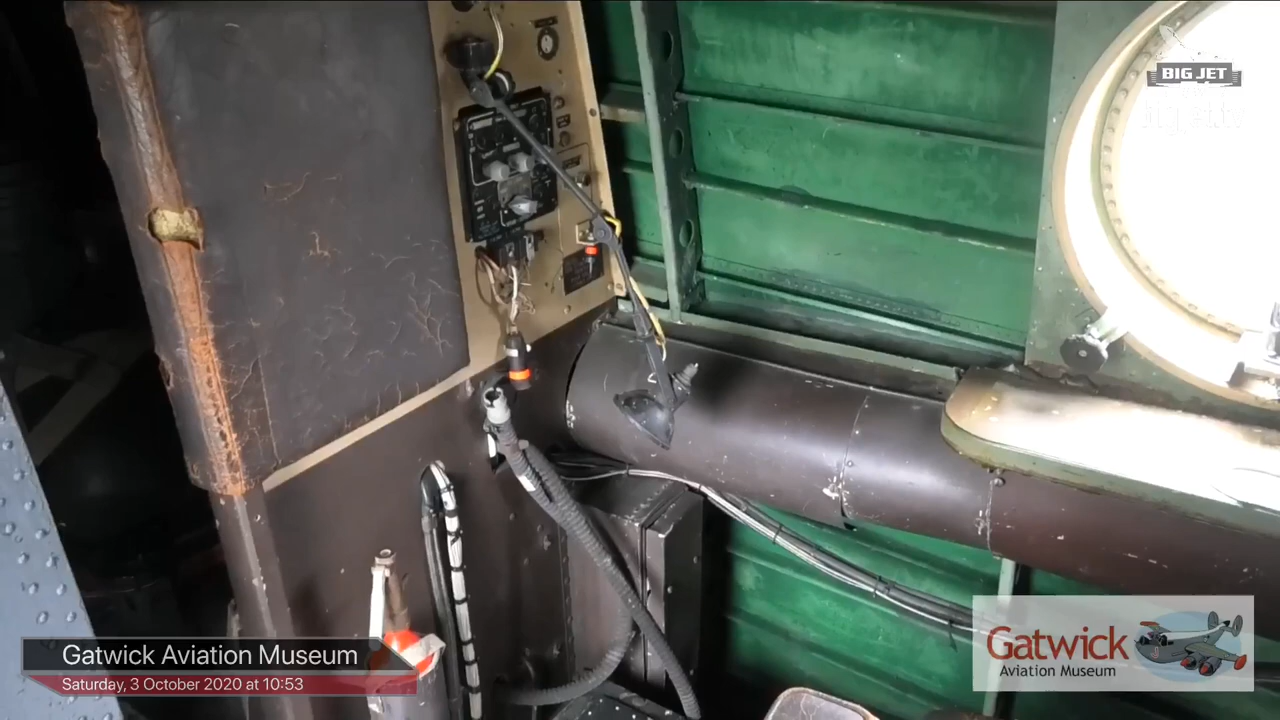 BIG JET
Gatwick Aviation Museum
Saturday, 3 October 2020 at 10:53
Gatwick
Aviation Museum